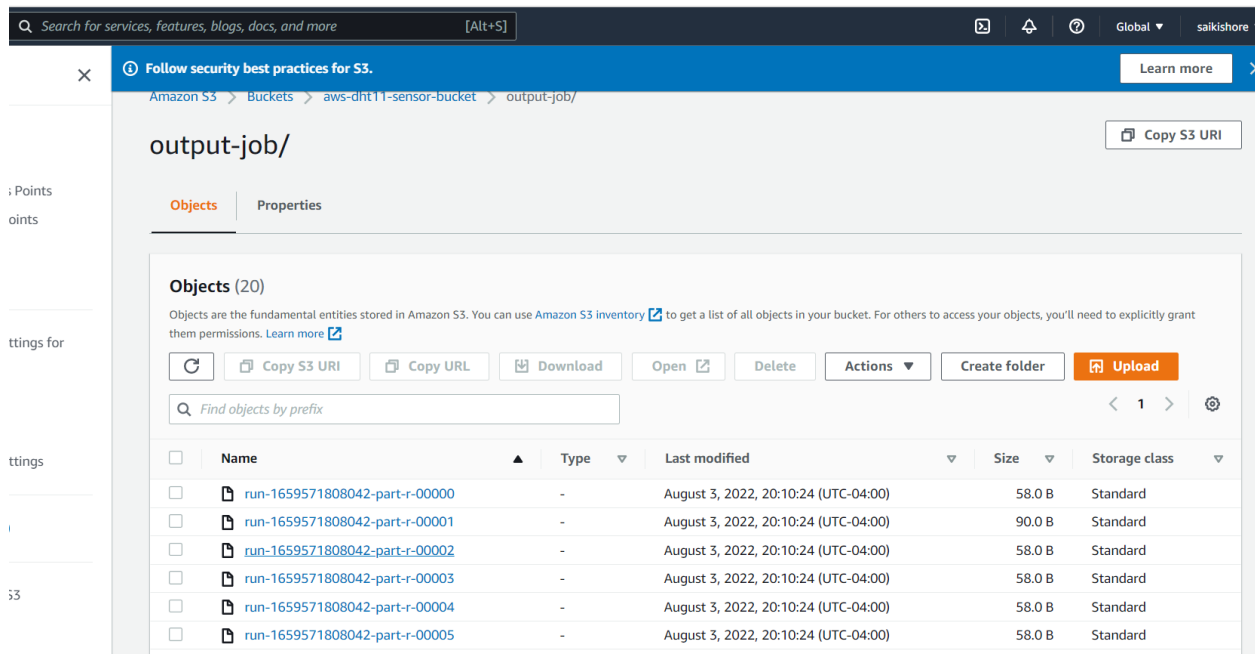 Search for services, features, blogs, docs, and more [Alt+S] Global ▼ saikishore
Follow security best practices for S3. Learn more
Amazon S3 > Buckets > aws-dht11-sensor-bucket > output-job/
output-job/ Copy S3 URI
Points
oints
ttings for
ttings
S3
Objects Properties
Objects (20)
Objects are the fundamental entities stored in Amazon S3. You can use Amazon S3 inventory to get a list of all objects in your bucket. For others to access your objects, you'll need to explicitly grant
them permissions. Learn more
Copy S3 URI Copy URL Download Open Delete Actions ▼ Create folder Upload
Find objects by prefix < 1 >
Name Type Last modified Size Storage class
run-1659571808042-part-r-00000 - August 3, 2022, 20:10:24 (UTC-04:00) 58.0 B Standard
run-1659571808042-part-r-00001 - August 3, 2022, 20:10:24 (UTC-04:00) 90.0 B Standard
run-1659571808042-part-r-00002 - August 3, 2022, 20:10:24 (UTC-04:00) 58.0 B Standard
run-1659571808042-part-r-00003 - August 3, 2022, 20:10:24 (UTC-04:00) 58.0 B Standard
run-1659571808042-part-r-00004 - August 3, 2022, 20:10:24 (UTC-04:00) 58.0 B Standard
run-1659571808042-part-r-00005 - August 3, 2022, 20:10:24 (UTC-04:00) 58.0 B Standard